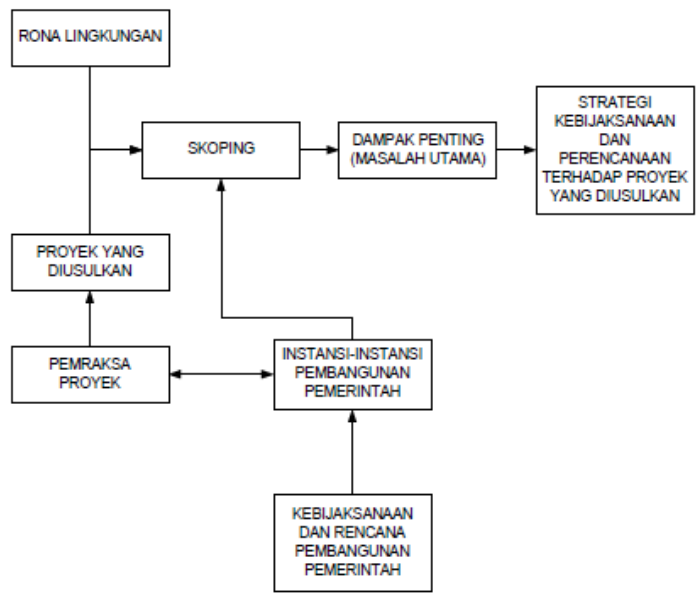 RONA LINGKUNGAN
SKOPING
DAMPAK PENTING
(MASALAH UTAMA)
STRATEGI
KEBIJAKSANAAN
DAN
PERENCANAAN
TERHADAP PROYEK
YANG DIUSULKAN
PROYEK YANG
DIUSULKAN
PEMRAKSA
PROYEK
INSTANSI-INSTANSI
PEMBANGUNAN
PEMERINTAH
KEBIJAKSANAAN
DAN RENCANA
PEMBANGUNAN
PEMERINTAH